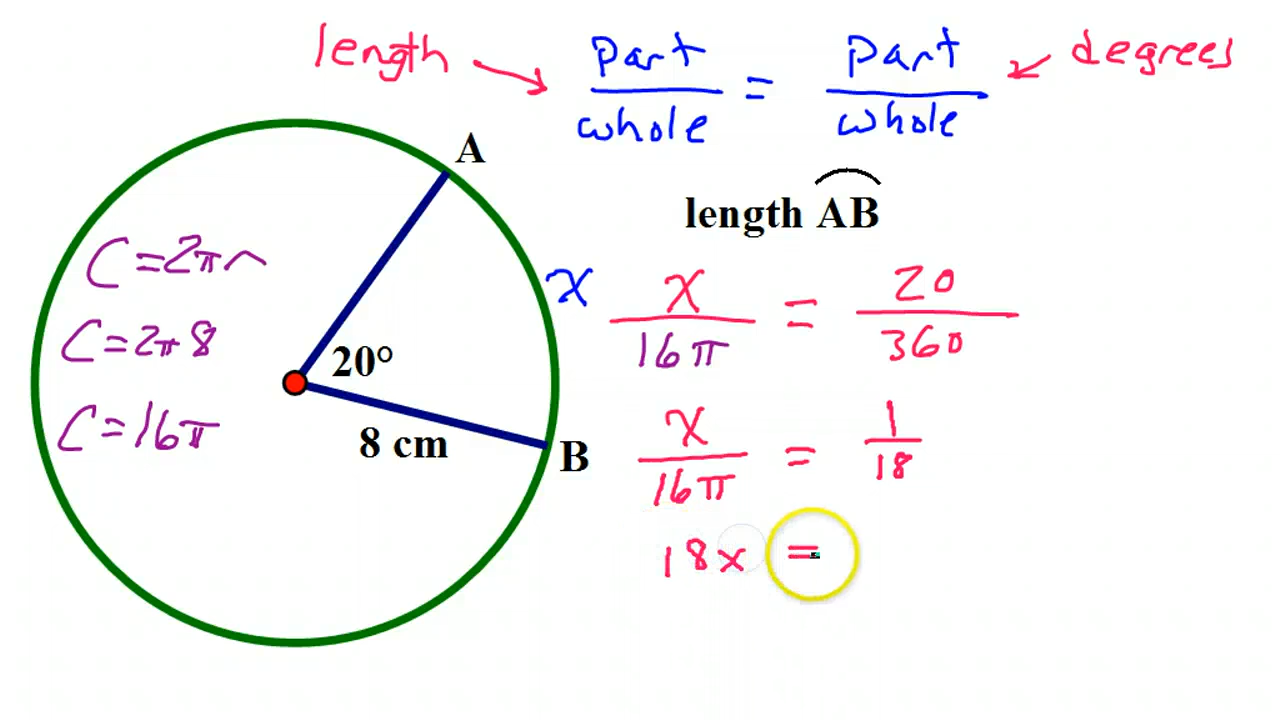 length → part/whole = part/whole ← degrees
A
length AB
C = 2πr
x
x/16π = 20/360
C = 2π8
20°
8 cm
B
C = 16π
x/16π = 1/18
18x =